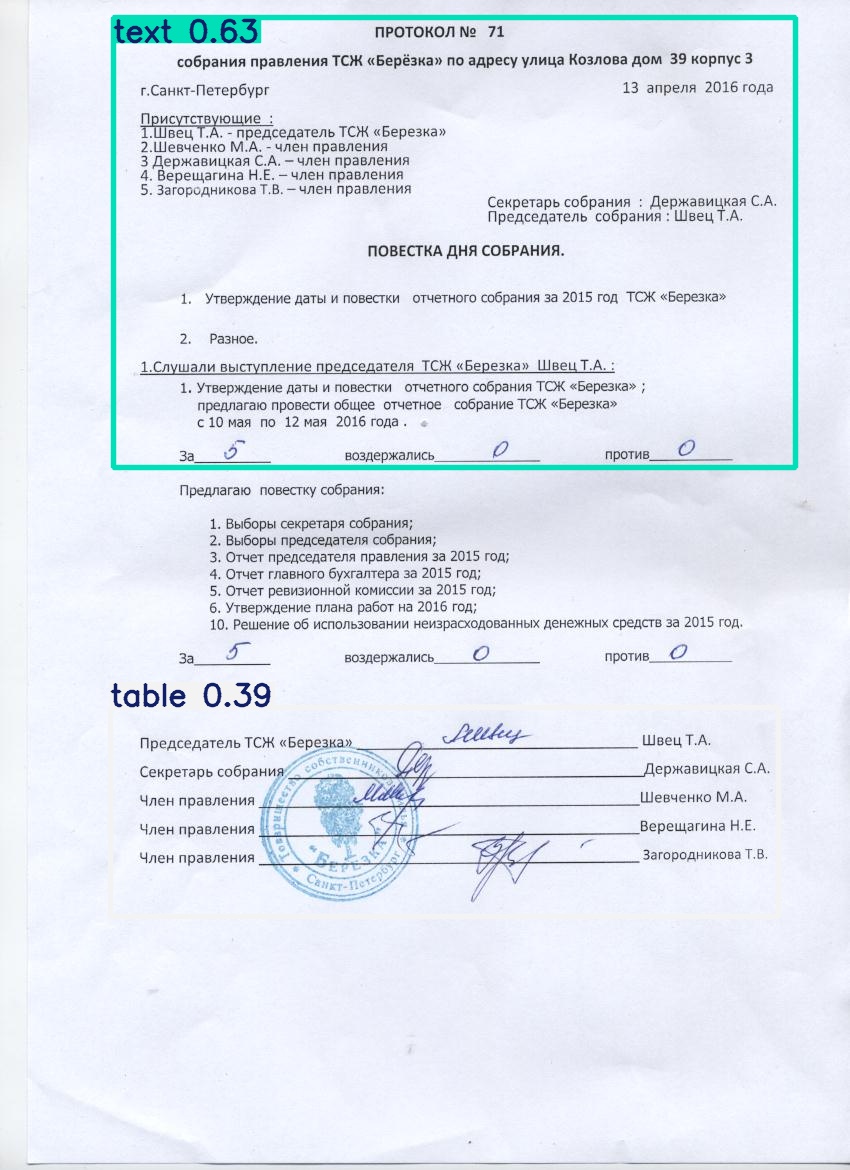 text 0.63
ПРОТОКОЛ № 71
собрания правления ТСЖ «Берёзка» по адресу улица Козлова дом 39 корпус 3
г.Санкт-Петербург 13 апреля 2016 года
Присутствующие :
1.Швец Т.А. - председатель ТСЖ «Березка»
2.Шевченко М.А. - член правления
3 Державицкая С.А. – член правления
4. Верещагина Н.Е. – член правления
5. Загородникова Т.В. – член правления
Секретарь собрания : Державицкая С.А.
Председатель собрания : Швец Т.А.
ПОВЕСТКА ДНЯ СОБРАНИЯ.
1. Утверждение даты и повестки отчетного собрания за 2015 год ТСЖ «Березка»
2. Разное.
1.Слушали выступление председателя ТСЖ «Березка» Швец Т.А. :
1. Утверждение даты и повестки отчетного собрания ТСЖ «Березка» ;
предлагаю провести общее отчетное собрание ТСЖ «Березка»
с 10 мая по 12 мая 2016 года .
За 5 воздержались 0 против 0
Предлагаю повестку собрания:
1. Выборы секретаря собрания;
2. Выборы председателя собрания;
3. Отчет председателя правления за 2015 год;
4. Отчет главного бухгалтера за 2015 год;
5. Отчет ревизионной комиссии за 2015 год;
6. Утверждение плана работ на 2016 год;
10. Решение об использовании неизрасходованных денежных средств за 2015 год.
За 5 воздержались 0 против 0
table 0.39
Председатель ТСЖ «Березка» Швец Т.А.
Секретарь собрания Державицкая С.А.
Член правления Шевченко М.А.
Член правления Верещагина Н.Е.
Член правления Загородникова Т.В.
Товарищество собственников жилья
"БЕРЕЗКА"
Санкт-Петербург